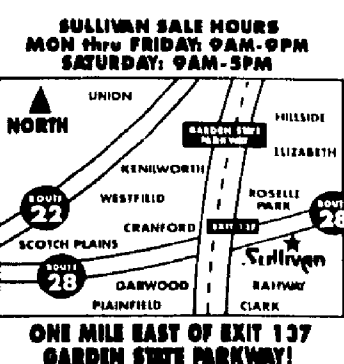 SULLIVAN SALE HOURS
MON thru FRIDAY: 9AM-9PM
SATURDAY: 9AM-5PM
UNION
NORTH
GARDEN STATE
PARKWAY
HILLSIDE
ELIZABETH
KENILWORTH
ROUTE
22
WESTFIELD
ROSELLE
PARK
ROUTE
28
CRANFORD
EXIT 137
SCOTCH PLAINS
Sullivan
ROUTE
28
GARWOOD
RAHWAY
PLAINFIELD
CLARK
ONE MILE EAST OF EXIT 137
GARDEN STATE PARKWAY!